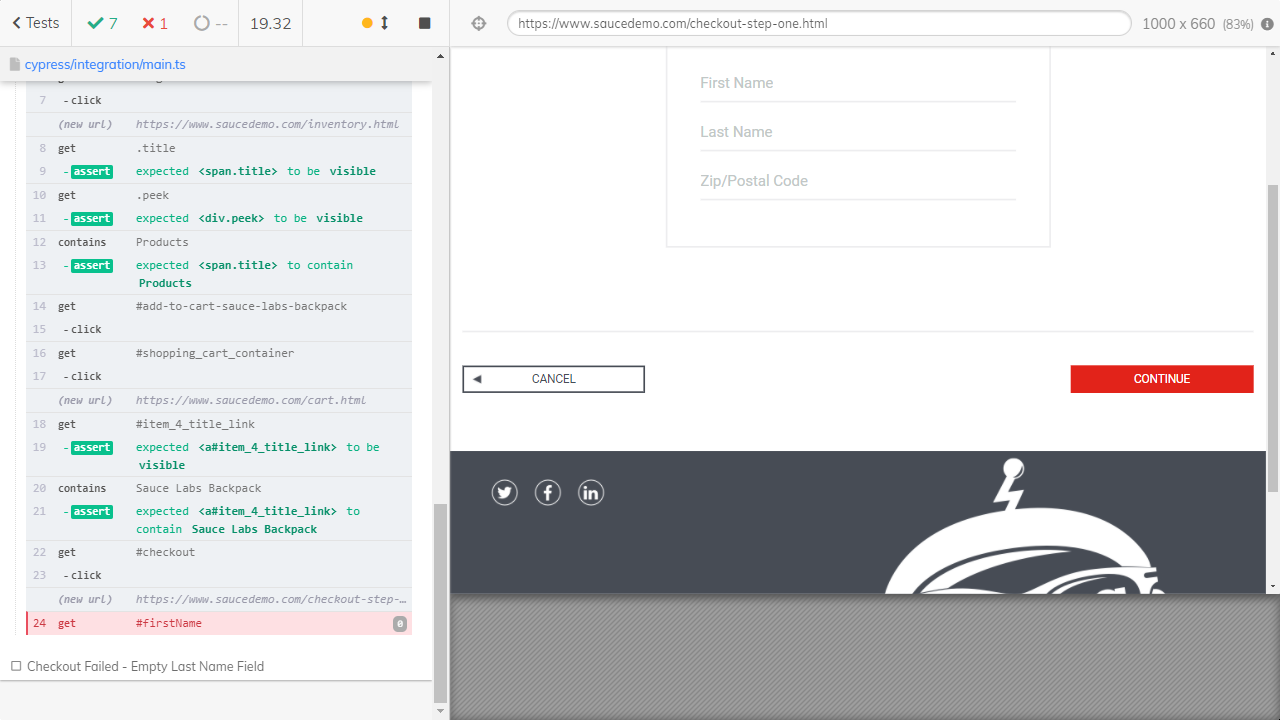 Tests
7
1
--
19.32
https://www.saucedemo.com/checkout-step-one.html
1000 x 660 (83%)
cypress/integration/main.ts
7 -click
(new url) https://www.saucedemo.com/inventory.html
8 get .title
9 -assert expected <span.title> to be visible
10 get .peek
11 -assert expected <div.peek> to be visible
12 contains Products
13 -assert expected <span.title> to contain
Products
14 get #add-to-cart-sauce-labs-backpack
15 -click
16 get #shopping_cart_container
17 -click
(new url) https://www.saucedemo.com/cart.html
18 get #item_4_title_link
19 -assert expected <a#item_4_title_link> to be
visible
20 contains Sauce Labs Backpack
21 -assert expected <a#item_4_title_link> to
contain Sauce Labs Backpack
22 get #checkout
23 -click
(new url) https://www.saucedemo.com/checkout-step-…
24 get #firstName 0
Checkout Failed - Empty Last Name Field
First Name
Last Name
Zip/Postal Code
CANCEL
CONTINUE